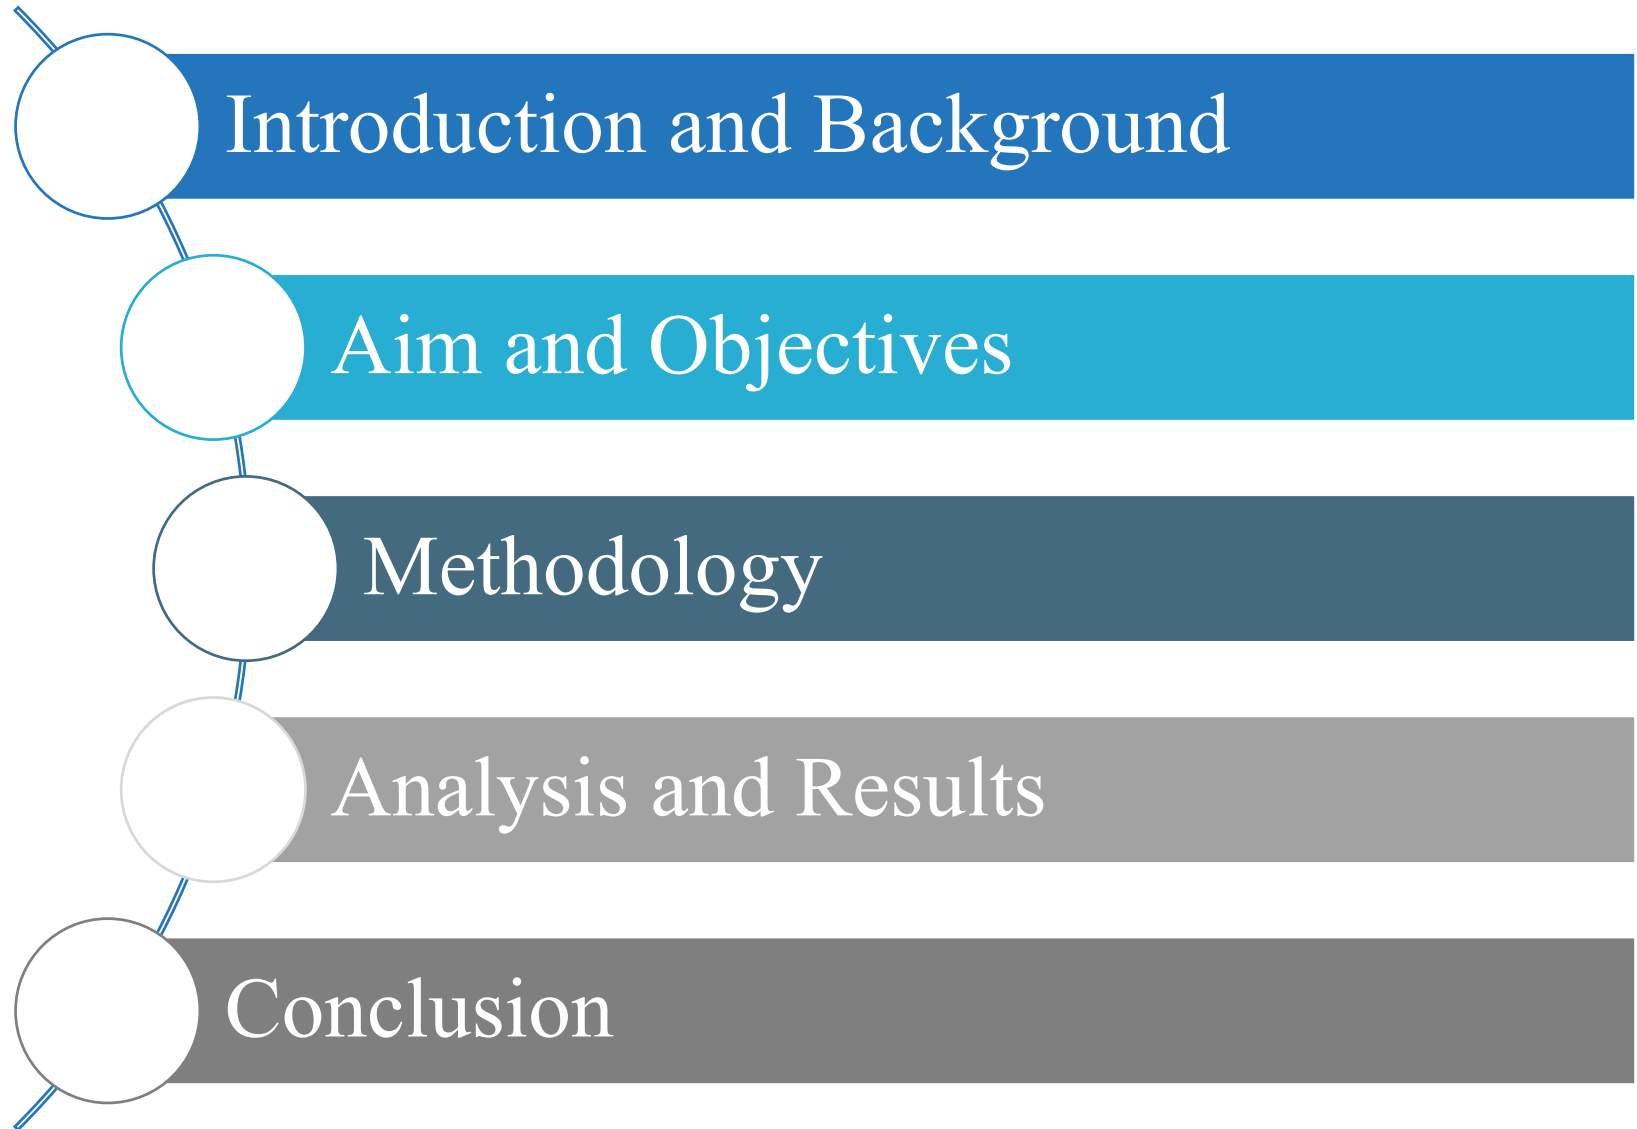 Introduction and Background
Aim and Objectives
Methodology
Analysis and Results
Conclusion